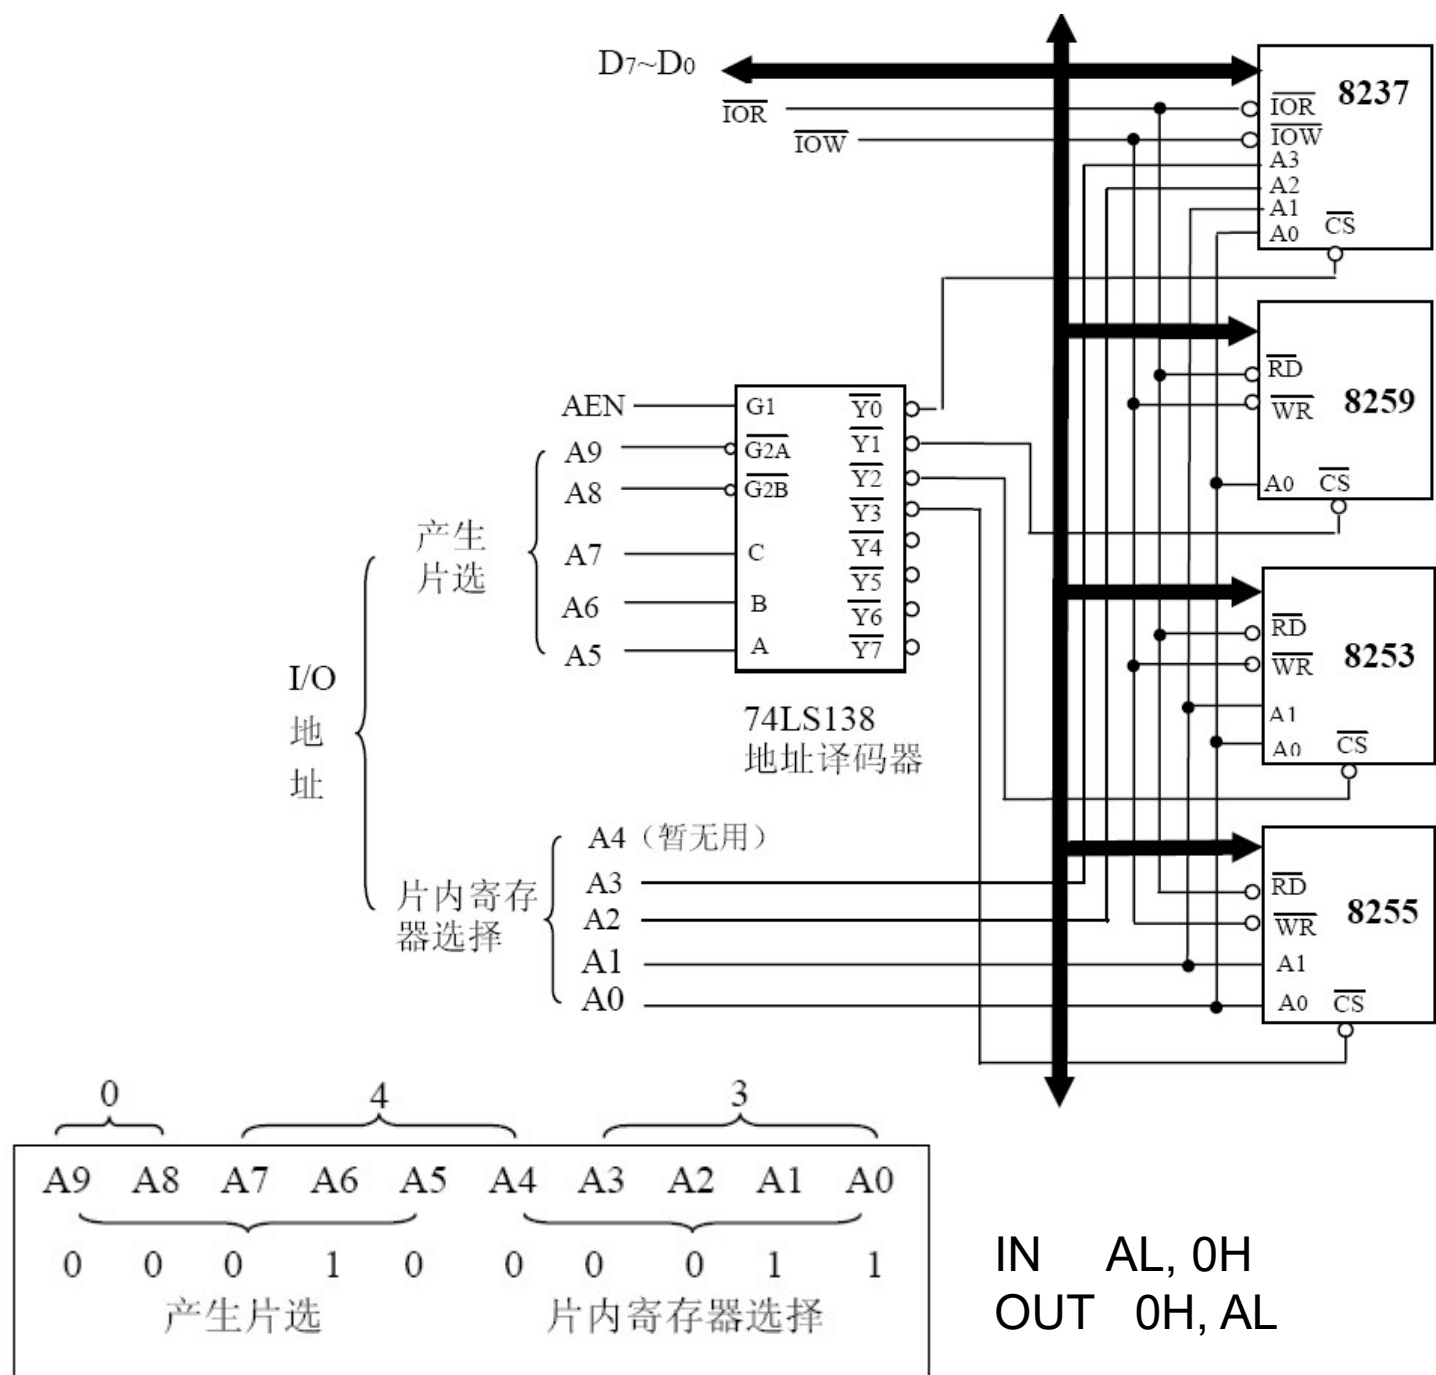 D7~D0
IOR
IOW
8237
IOR
IOW
A3
A2
A1
A0
CS
8259
RD
WR
A0
CS
8253
RD
WR
A1
A0
CS
8255
RD
WR
A1
A0
CS
AEN
A9
A8
A7
A6
A5
G1
G2A
G2B
C
B
A
Y0
Y1
Y2
Y3
Y4
Y5
Y6
Y7
74LS138
地址译码器
产生
片选
I/O
地
址
片内寄存
器选择
A4（暂无用）
A3
A2
A1
A0
0 4 3
A9 A8 A7 A6 A5 A4 A3 A2 A1 A0
0 0 0 1 0 0 0 0 1 1
产生片选 片内寄存器选择
IN AL, 0H
OUT 0H, AL